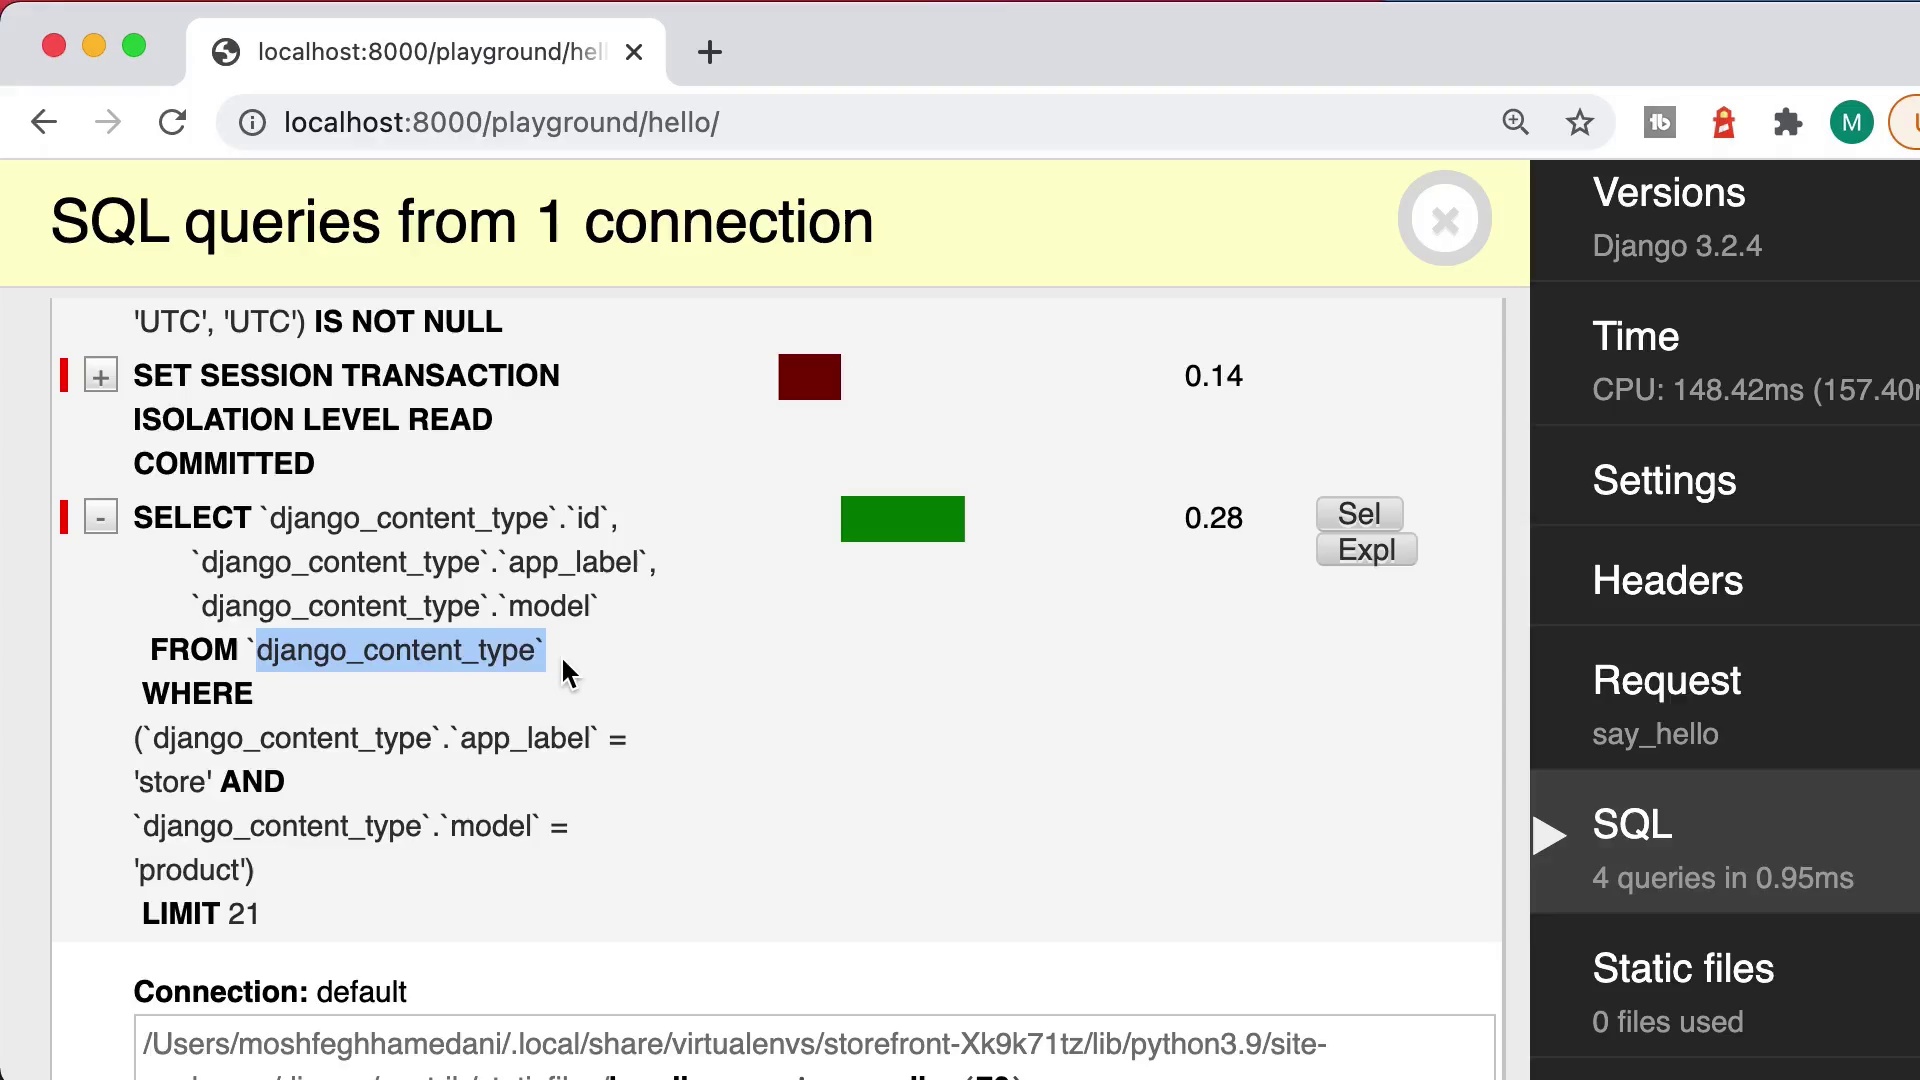 localhost:8000/playground/hel
localhost:8000/playground/hello/
M
SQL queries from 1 connection
'UTC', 'UTC') IS NOT NULL
+ SET SESSION TRANSACTION 0.14
ISOLATION LEVEL READ
COMMITTED
- SELECT `django_content_type`.`id`, 0.28 Sel
Expl
`django_content_type`.`app_label`,
`django_content_type`.`model`
FROM `django_content_type`
WHERE
(`django_content_type`.`app_label` =
'store' AND
`django_content_type`.`model` =
'product')
LIMIT 21
Connection: default
/Users/moshfeghhamedani/.local/share/virtualenvs/storefront-Xk9k71tz/lib/python3.9/site-
Versions
Django 3.2.4
Time
CPU: 148.42ms (157.40
Settings
Headers
Request
say_hello
SQL
4 queries in 0.95ms
Static files
0 files used